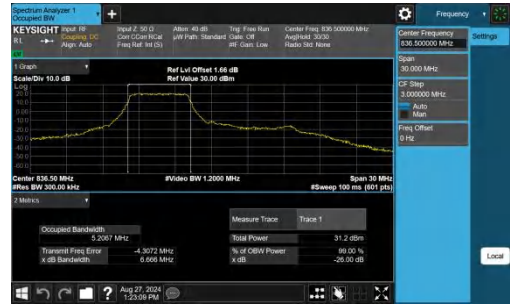 Spectrum Analyzer 1
Occupied BW
+
Frequency
KEYSIGHT
Input: RF
Coupling: DC
Align: Auto
Input Z: 50 Ω
Corr CCorr RCal
Freq Ref: Int (S)
Atten: 40 dB
µW Path: Standard
Trig: Free Run
Gate: Off
#IF Gain: Low
Center Freq: 836.500000 MHz
Avg|Hold: 30/30
Radio Std: None
Center Frequency
836.500000 MHz
Settings
Span
30.000 MHz
CF Step
3.000000 MHz
Auto
Man
Freq Offset
0 Hz
Local
1 Graph
Scale/Div 10.0 dB
Ref Lvl Offset 1.66 dB
Ref Value 30.00 dBm
Log
20.0
10.0
Center 836.50 MHz
#Res BW 300.00 kHz
#Video BW 1.2000 MHz
Span 30 MHz
#Sweep 100 ms (601 pts)
2 Metrics
Measure Trace
Trace 1
Occupied Bandwidth
5.2067 MHz
Total Power
31.2 dBm
Transmit Freq Error
-4.3072 MHz
% of OBW Power
99.00 %
x dB Bandwidth
6.666 MHz
x dB
-26.00 dB
?
Aug 27, 2024
1:23:09 PM